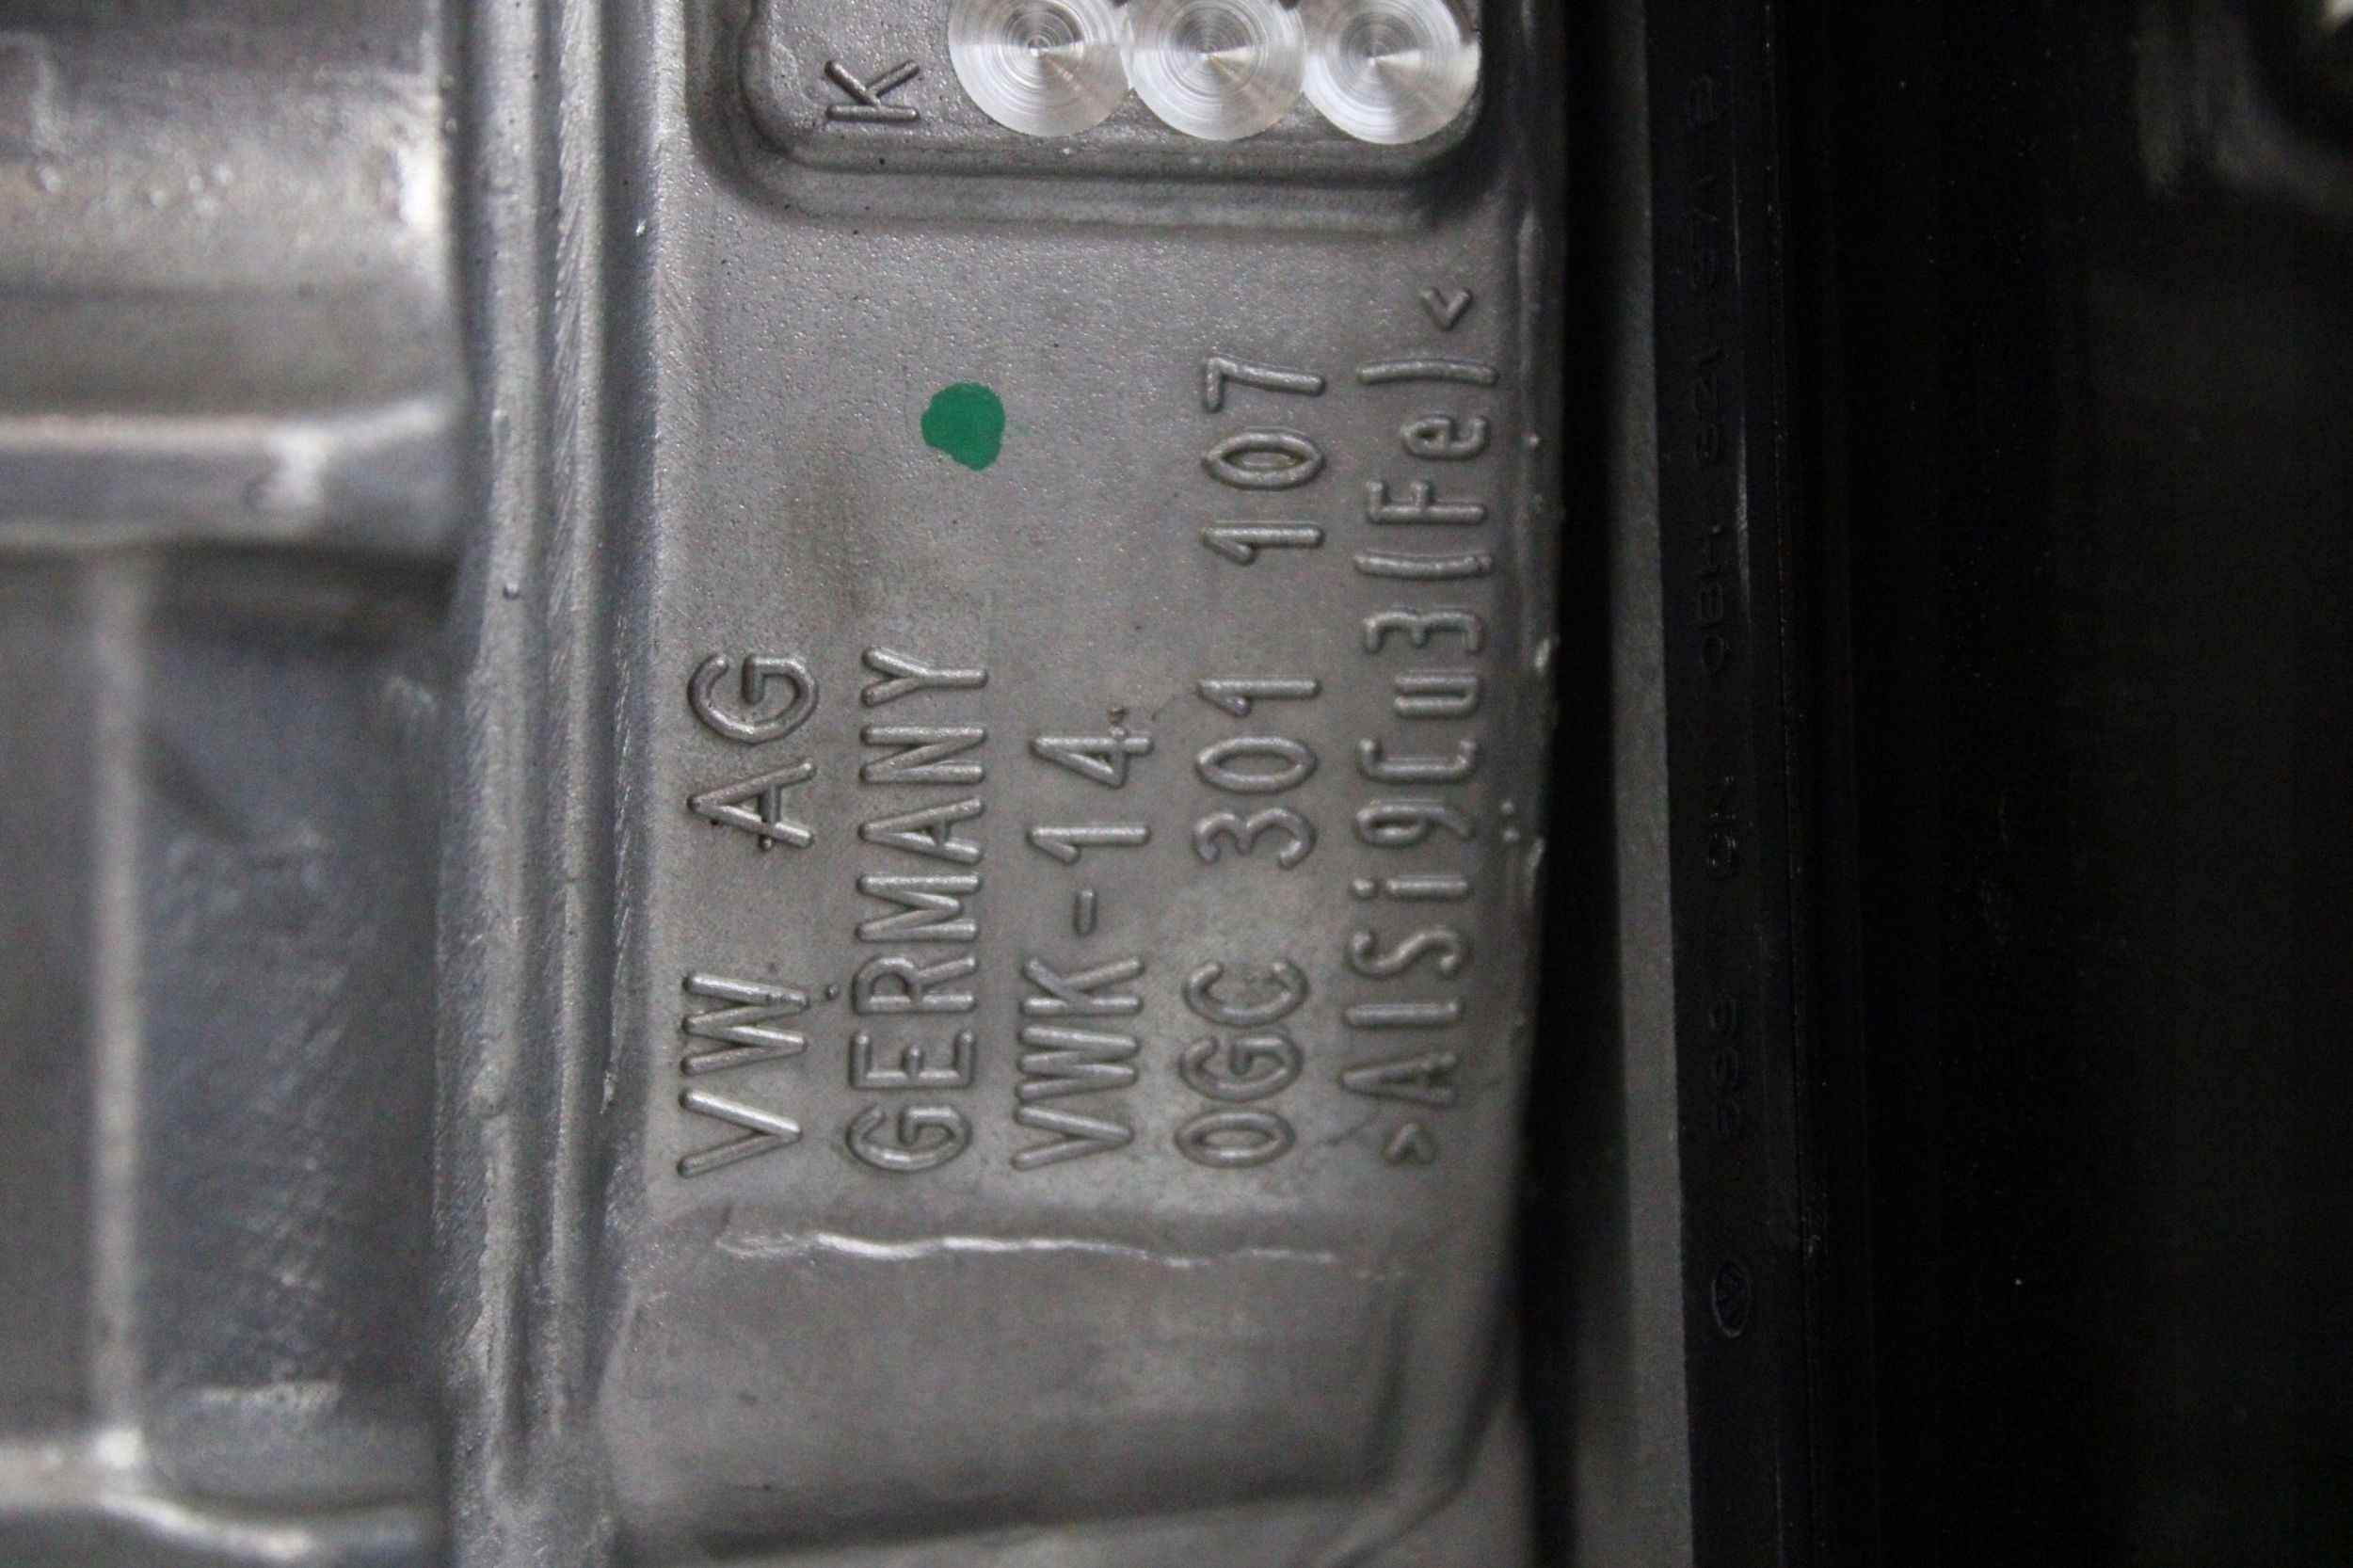 K
VW AG
GERMANY
VWK-14
0GC 301 107
>AlSi9Cu3(Fe)<